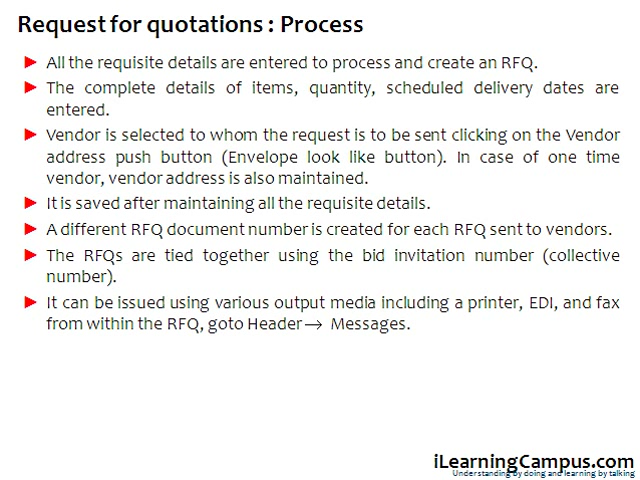 Request for quotations : Process
► All the requisite details are entered to process and create an RFQ.
► The complete details of items, quantity, scheduled delivery dates are
entered.
► Vendor is selected to whom the request is to be sent clicking on the Vendor
address push button (Envelope look like button). In case of one time
vendor, vendor address is also maintained.
► It is saved after maintaining all the requisite details.
► A different RFQ document number is created for each RFQ sent to vendors.
► The RFQs are tied together using the bid invitation number (collective
number).
► It can be issued using various output media including a printer, EDI, and fax
from within the RFQ, goto Header→ Messages.
iLearningCampus.com
Understanding by doing and learning by talking